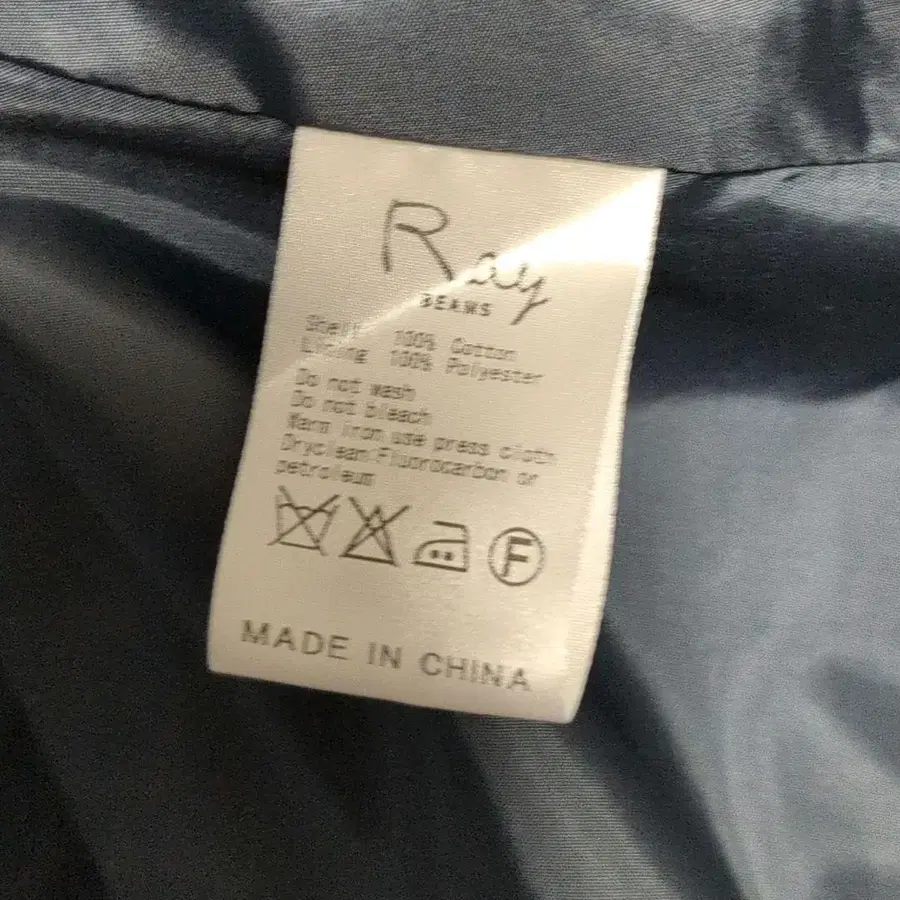 Ray
BEAMS
Shell 100% Cotton
Lining 100% Polyester
Do not wash
Do not bleach
Warm iron use press cloth
Dryclean:Fluorocarbon or
petroleum
F
MADE IN CHINA